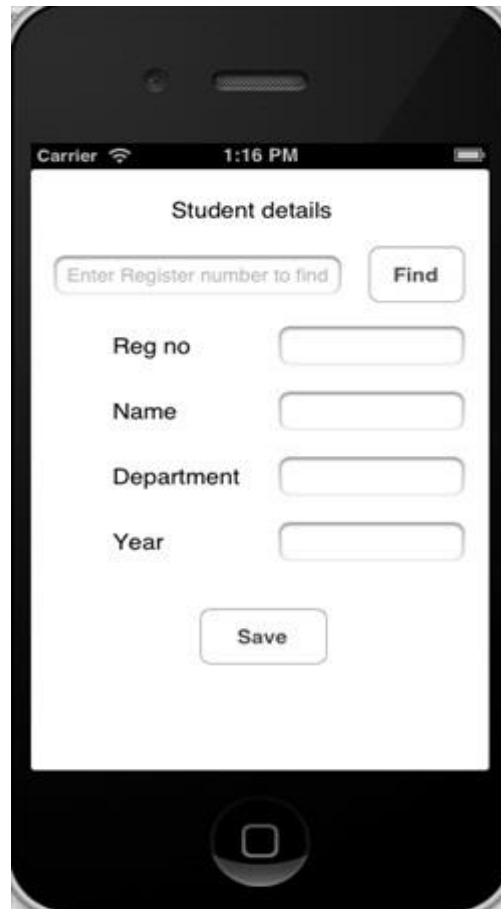 Carrier 1:16 PM
Student details
Enter Register number to find Find
Reg no
Name
Department
Year
Save